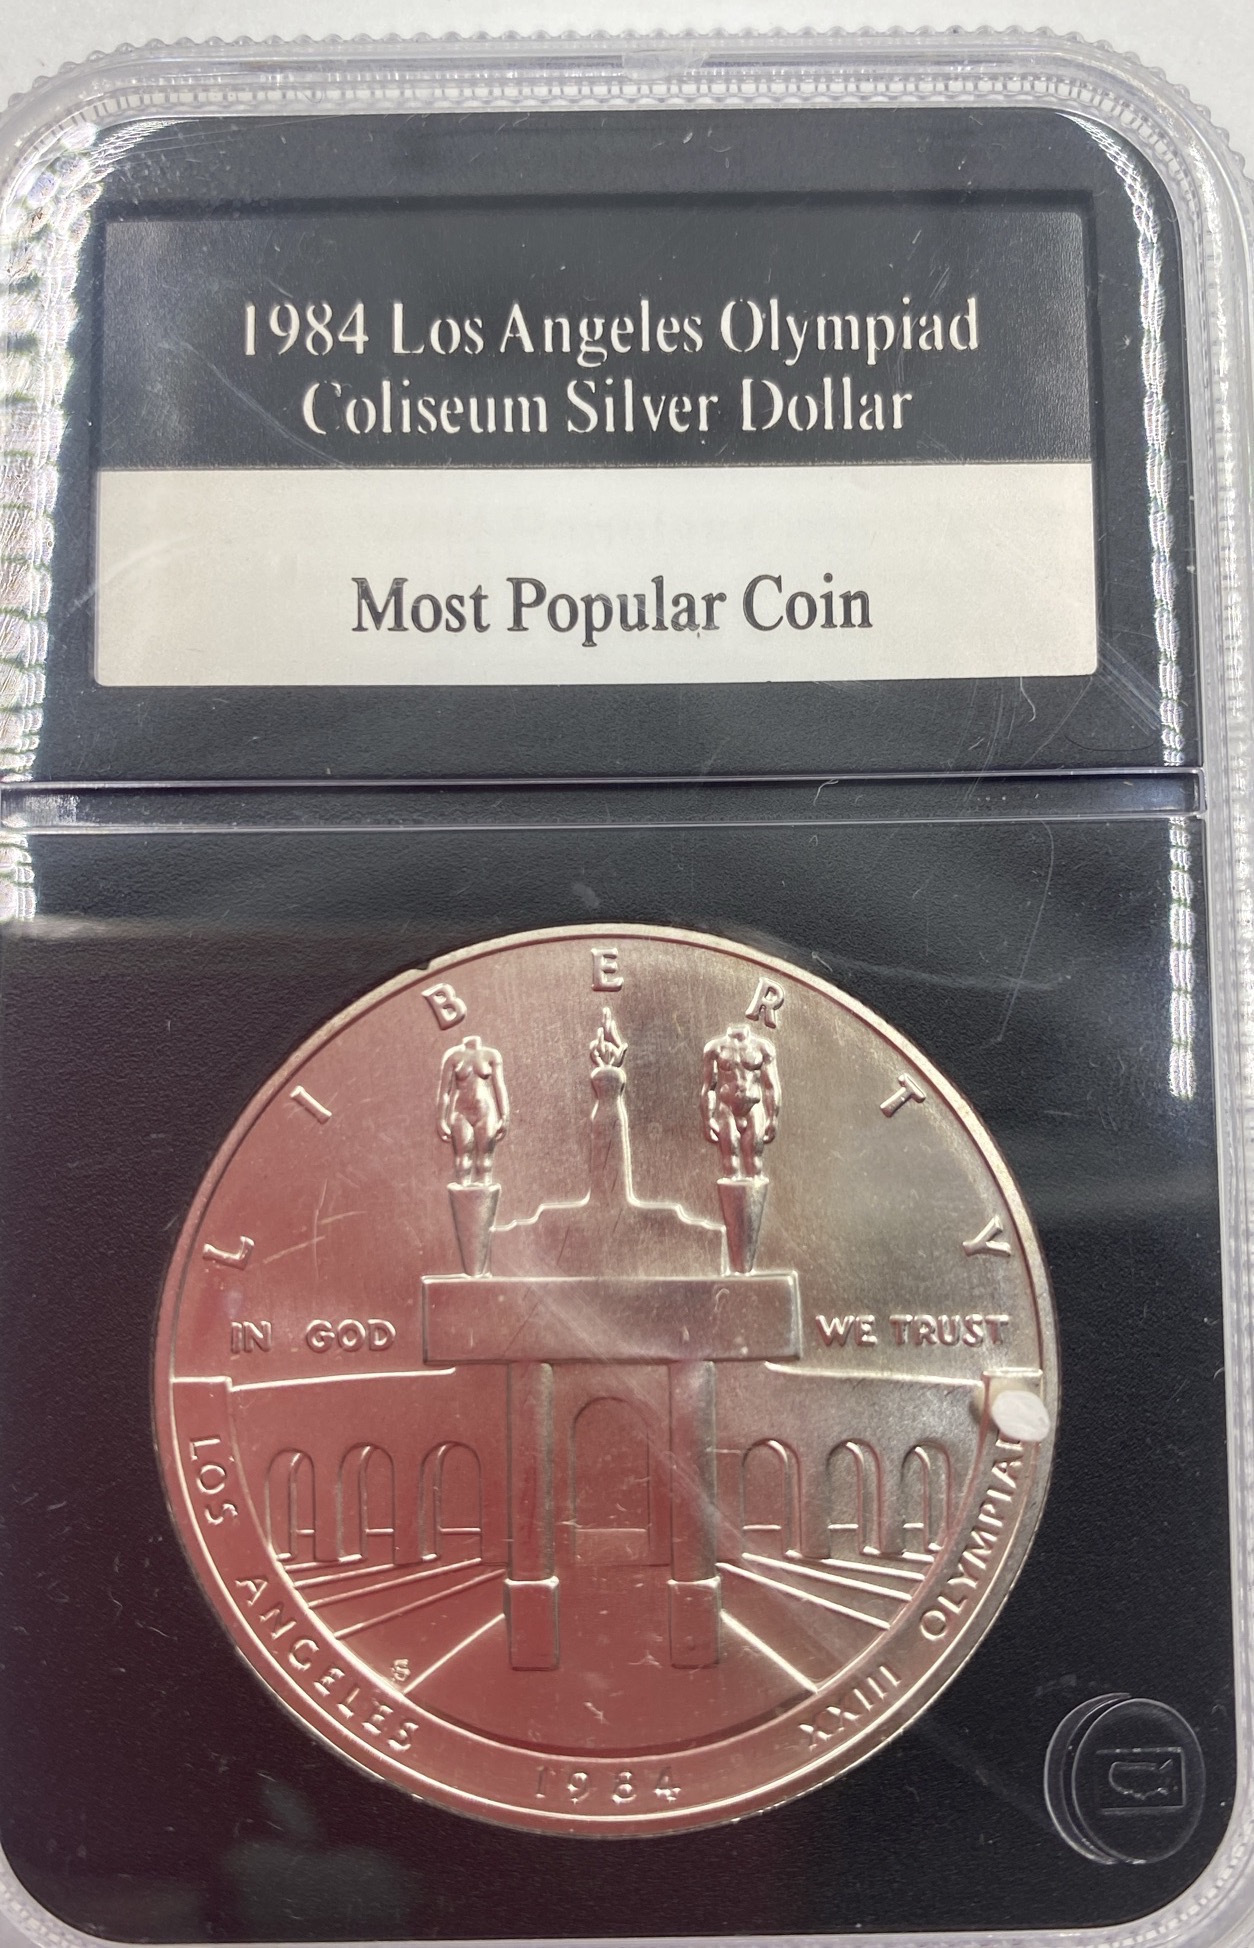 1984 Los Angeles Olympiad
Coliseum Silver Dollar
Most Popular Coin
LIBERTY
IN GOD WE TRUST
LOS ANGELES
S
1984
XXIII OLYMPIAD